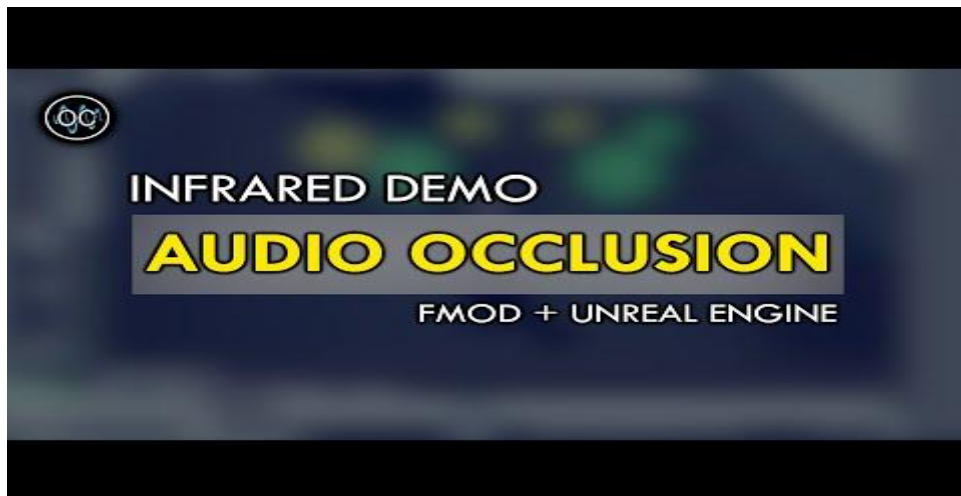 INFRARED DEMO
AUDIO OCCLUSION
FMOD + UNREAL ENGINE